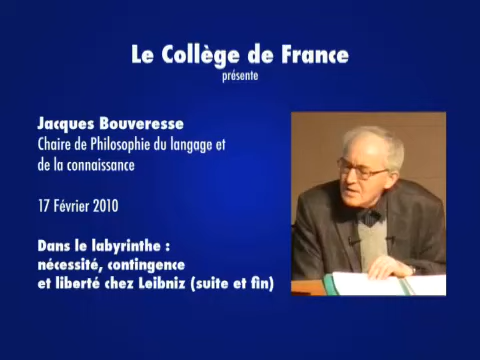 Le Collège de France
présente
Jacques Bouveresse
Chaire de Philosophie du langage et
de la connaissance
17 Février 2010
Dans le labyrinthe :
nécessité, contingence
et liberté chez Leibniz (suite et fin)